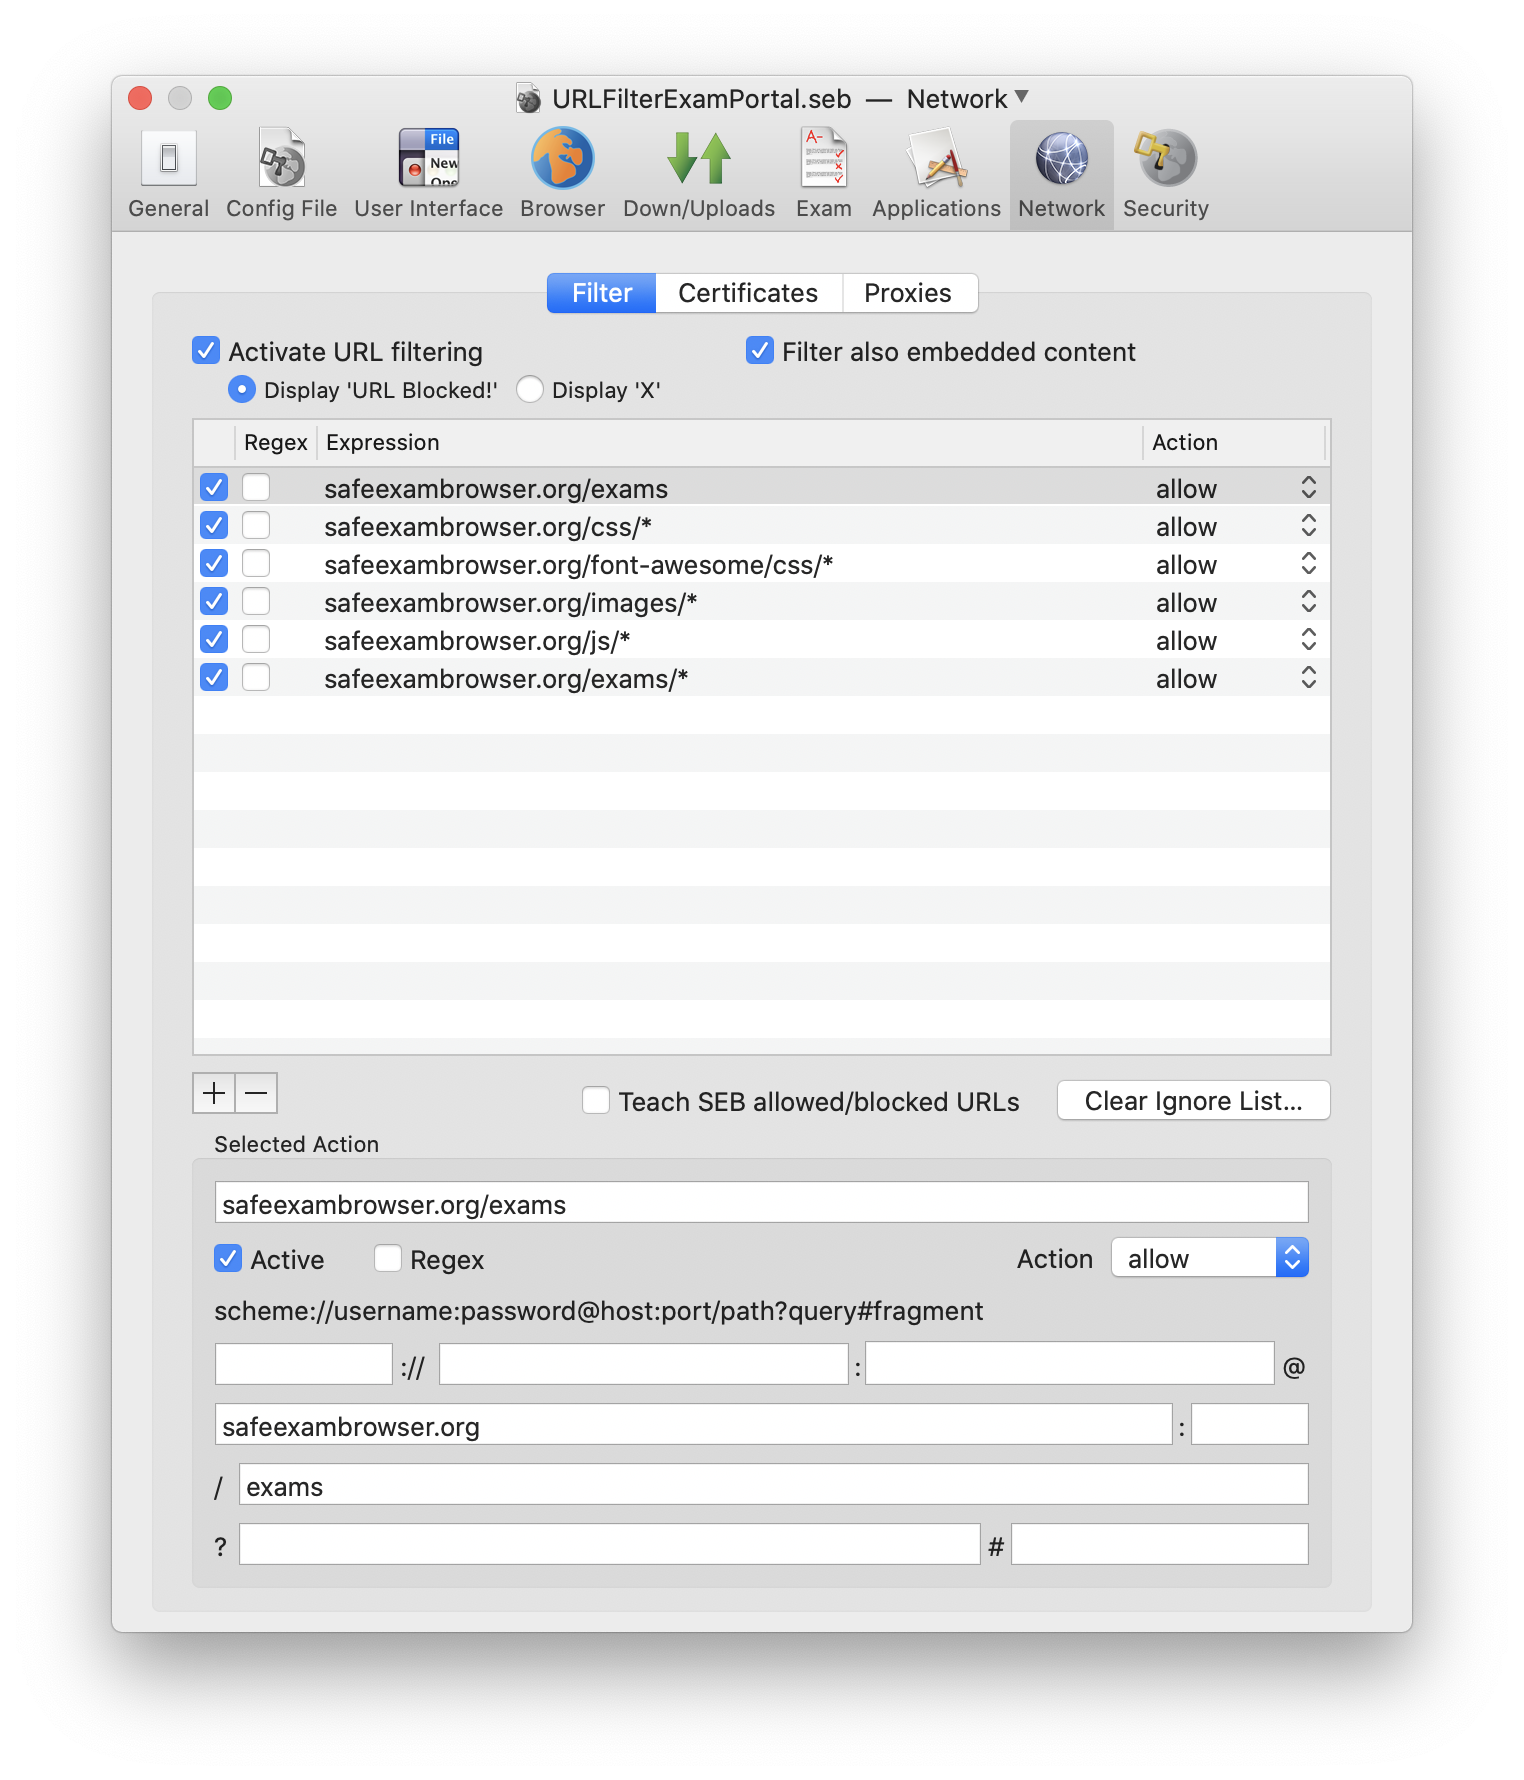 URLFilterExamPortal.seb — Network
File
New
A-
General Config File User Interface Browser Down/Uploads Exam Applications Network Security
Filter Certificates Proxies
Activate URL filtering Filter also embedded content
Display 'URL Blocked!' Display 'X'
Regex Expression Action
safeexambrowser.org/exams allow
safeexambrowser.org/css/* allow
safeexambrowser.org/font-awesome/css/* allow
safeexambrowser.org/images/* allow
safeexambrowser.org/js/* allow
safeexambrowser.org/exams/* allow
Teach SEB allowed/blocked URLs Clear Ignore List...
Selected Action
safeexambrowser.org/exams
Active Regex Action allow
scheme://username:password@host:port/path?query#fragment
:// : @
safeexambrowser.org :
/ exams
? #